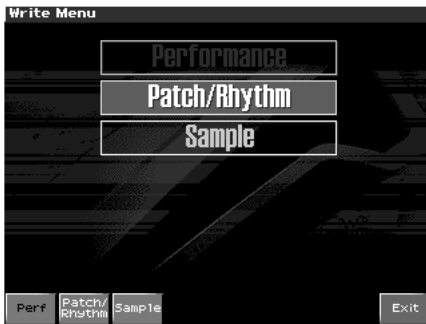 Write Menu
Performance
Patch/Rhythm
Sample
Perf
Patch/
Rhythm
Sample
Exit